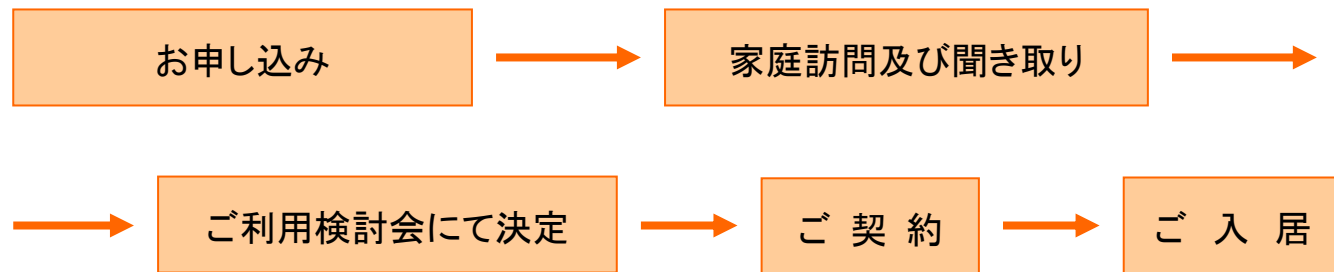 お申し込み
家庭訪問及び聞き取り
ご利用検討会にて決定
ご 契 約
ご 入 居